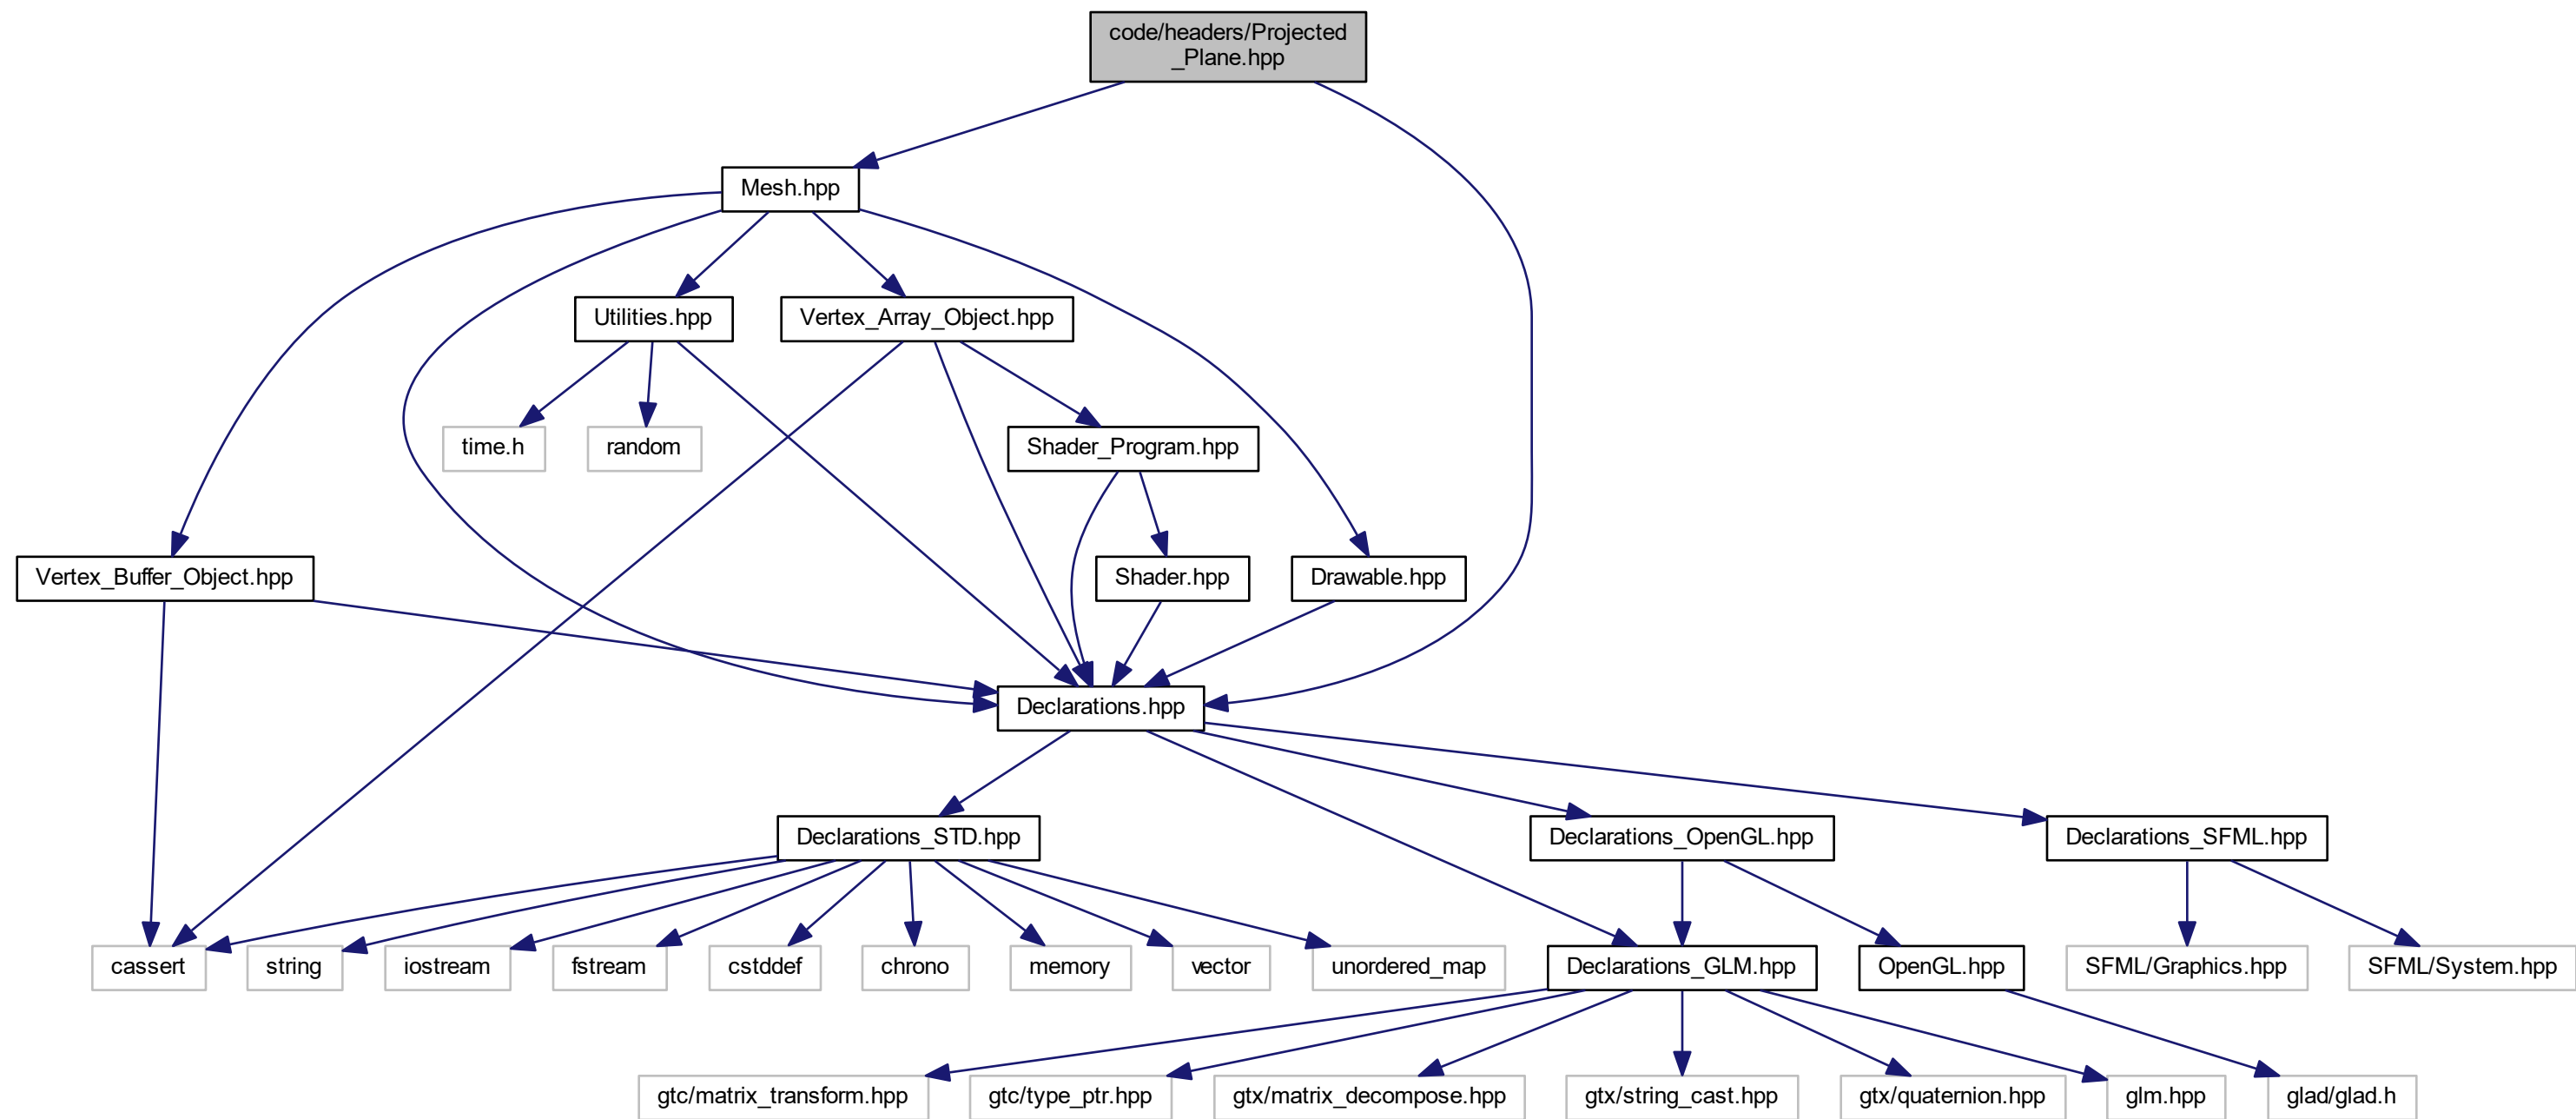 code/headers/Projected
_Plane.hpp
Mesh.hpp
Utilities.hpp
Vertex_Array_Object.hpp
time.h
random
Shader_Program.hpp
Vertex_Buffer_Object.hpp
Shader.hpp
Drawable.hpp
Declarations.hpp
Declarations_STD.hpp
Declarations_OpenGL.hpp
Declarations_SFML.hpp
cassert
string
iostream
fstream
cstddef
chrono
memory
vector
unordered_map
Declarations_GLM.hpp
OpenGL.hpp
SFML/Graphics.hpp
SFML/System.hpp
gtc/matrix_transform.hpp
gtc/type_ptr.hpp
gtx/matrix_decompose.hpp
gtx/string_cast.hpp
gtx/quaternion.hpp
glm.hpp
glad/glad.h